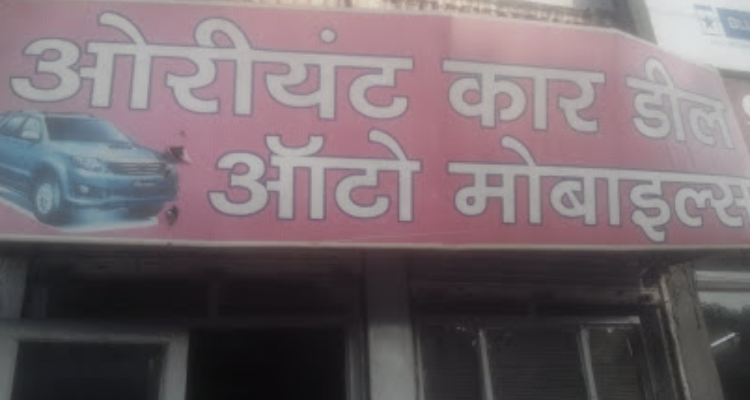 ओरीयंट कार डील
ऑटो मोबाइल्स